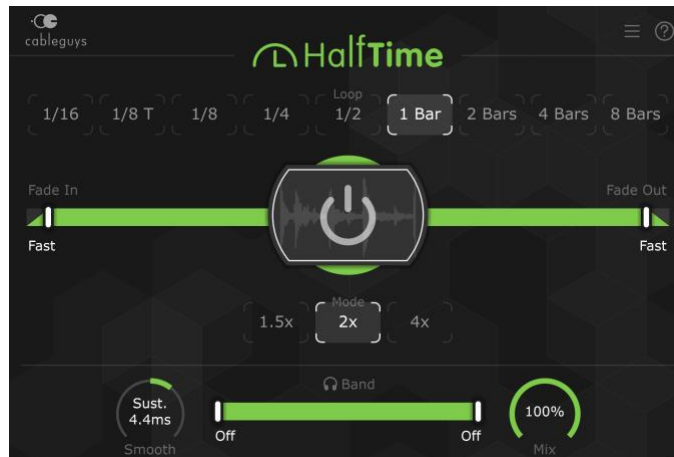 cableguys
HalfTime
Loop
1/16 1/8 T 1/8 1/4 1/2 1 Bar 2 Bars 4 Bars 8 Bars
Fade In Fade Out
Fast Fast
Mode
1.5x 2x 4x
Band
Sust.
4.4ms
100%
Off Off
Smooth Mix